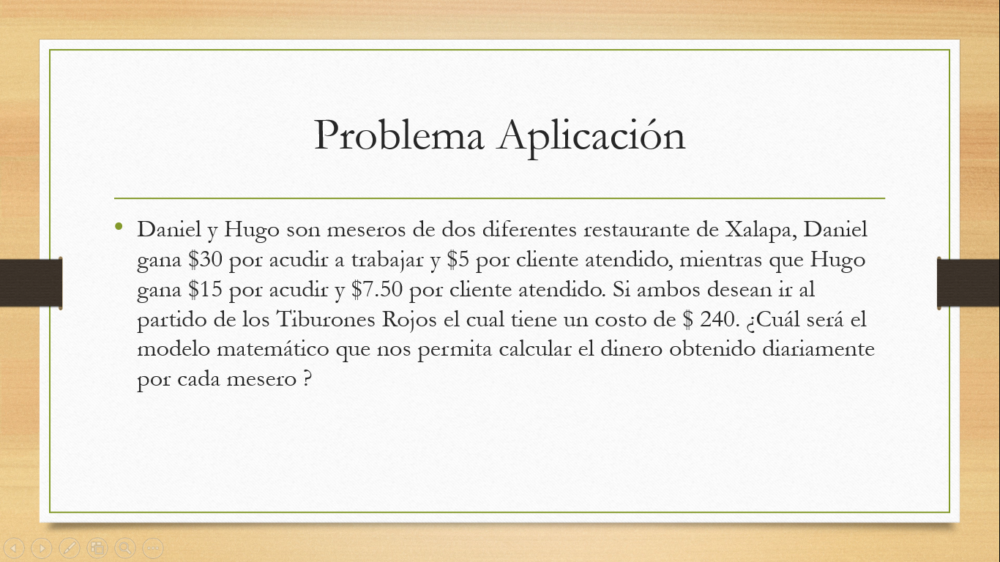 Problema Aplicación
• Daniel y Hugo son meseros de dos diferentes restaurante de Xalapa, Daniel
gana $30 por acudir a trabajar y $5 por cliente atendido, mientras que Hugo
gana $15 por acudir y $7.50 por cliente atendido. Si ambos desean ir al
partido de los Tiburones Rojos el cual tiene un costo de $ 240. ¿Cuál será el
modelo matemático que nos permita calcular el dinero obtenido diariamente
por cada mesero ?